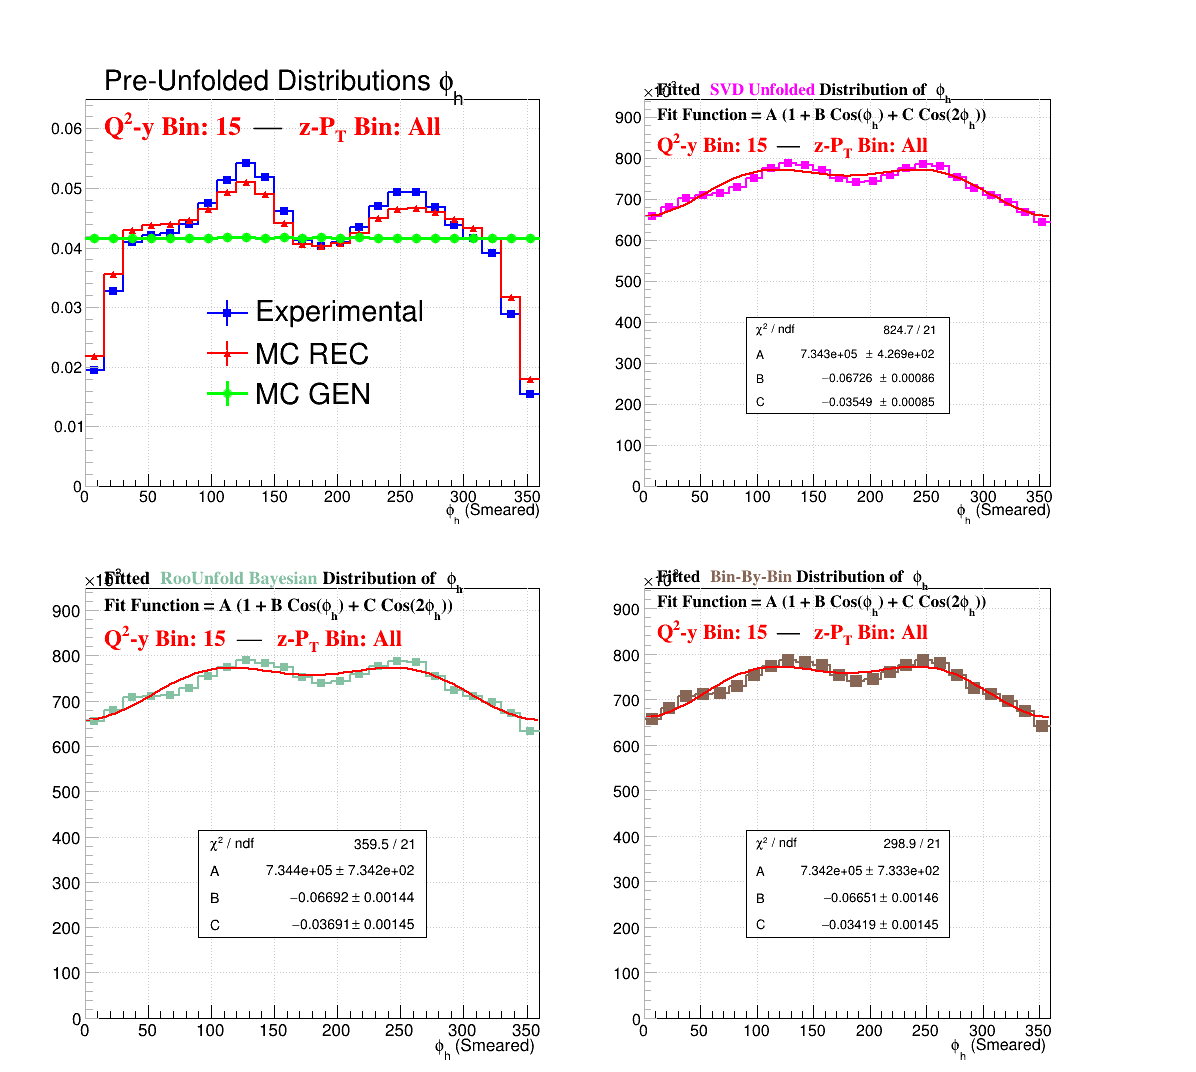 Pre-Unfolded Distributions ϕh
Q2-y Bin: 15 — z-PT Bin: All
0.06
0.05
0.04
0.03
0.02
0.01
0
Experimental
MC REC
MC GEN
0 50 100 150 200 250 300 350
ϕh (Smeared)
Fitted SVD Unfolded Distribution of ϕh
Fit Function = A (1 + B Cos(ϕh) + C Cos(2ϕh))
Q2-y Bin: 15 — z-PT Bin: All
900
800
700
600
500
400
300
200
100
0
χ2 / ndf 824.7 / 21
A 7.343e+05 ± 4.269e+02
B −0.06726 ± 0.00086
C −0.03549 ± 0.00085
0 50 100 150 200 250 300 350
ϕh (Smeared)
Fitted RooUnfold Bayesian Distribution of ϕh
Fit Function = A (1 + B Cos(ϕh) + C Cos(2ϕh))
Q2-y Bin: 15 — z-PT Bin: All
900
800
700
600
500
400
300
200
100
0
χ2 / ndf 359.5 / 21
A 7.344e+05 ± 7.342e+02
B −0.06692 ± 0.00144
C −0.03691 ± 0.00145
0 50 100 150 200 250 300 350
ϕh (Smeared)
Fitted Bin-By-Bin Distribution of ϕh
Fit Function = A (1 + B Cos(ϕh) + C Cos(2ϕh))
Q2-y Bin: 15 — z-PT Bin: All
900
800
700
600
500
400
300
200
100
0
χ2 / ndf 298.9 / 21
A 7.342e+05 ± 7.333e+02
B −0.06651 ± 0.00146
C −0.03419 ± 0.00145
0 50 100 150 200 250 300 350
ϕh (Smeared)